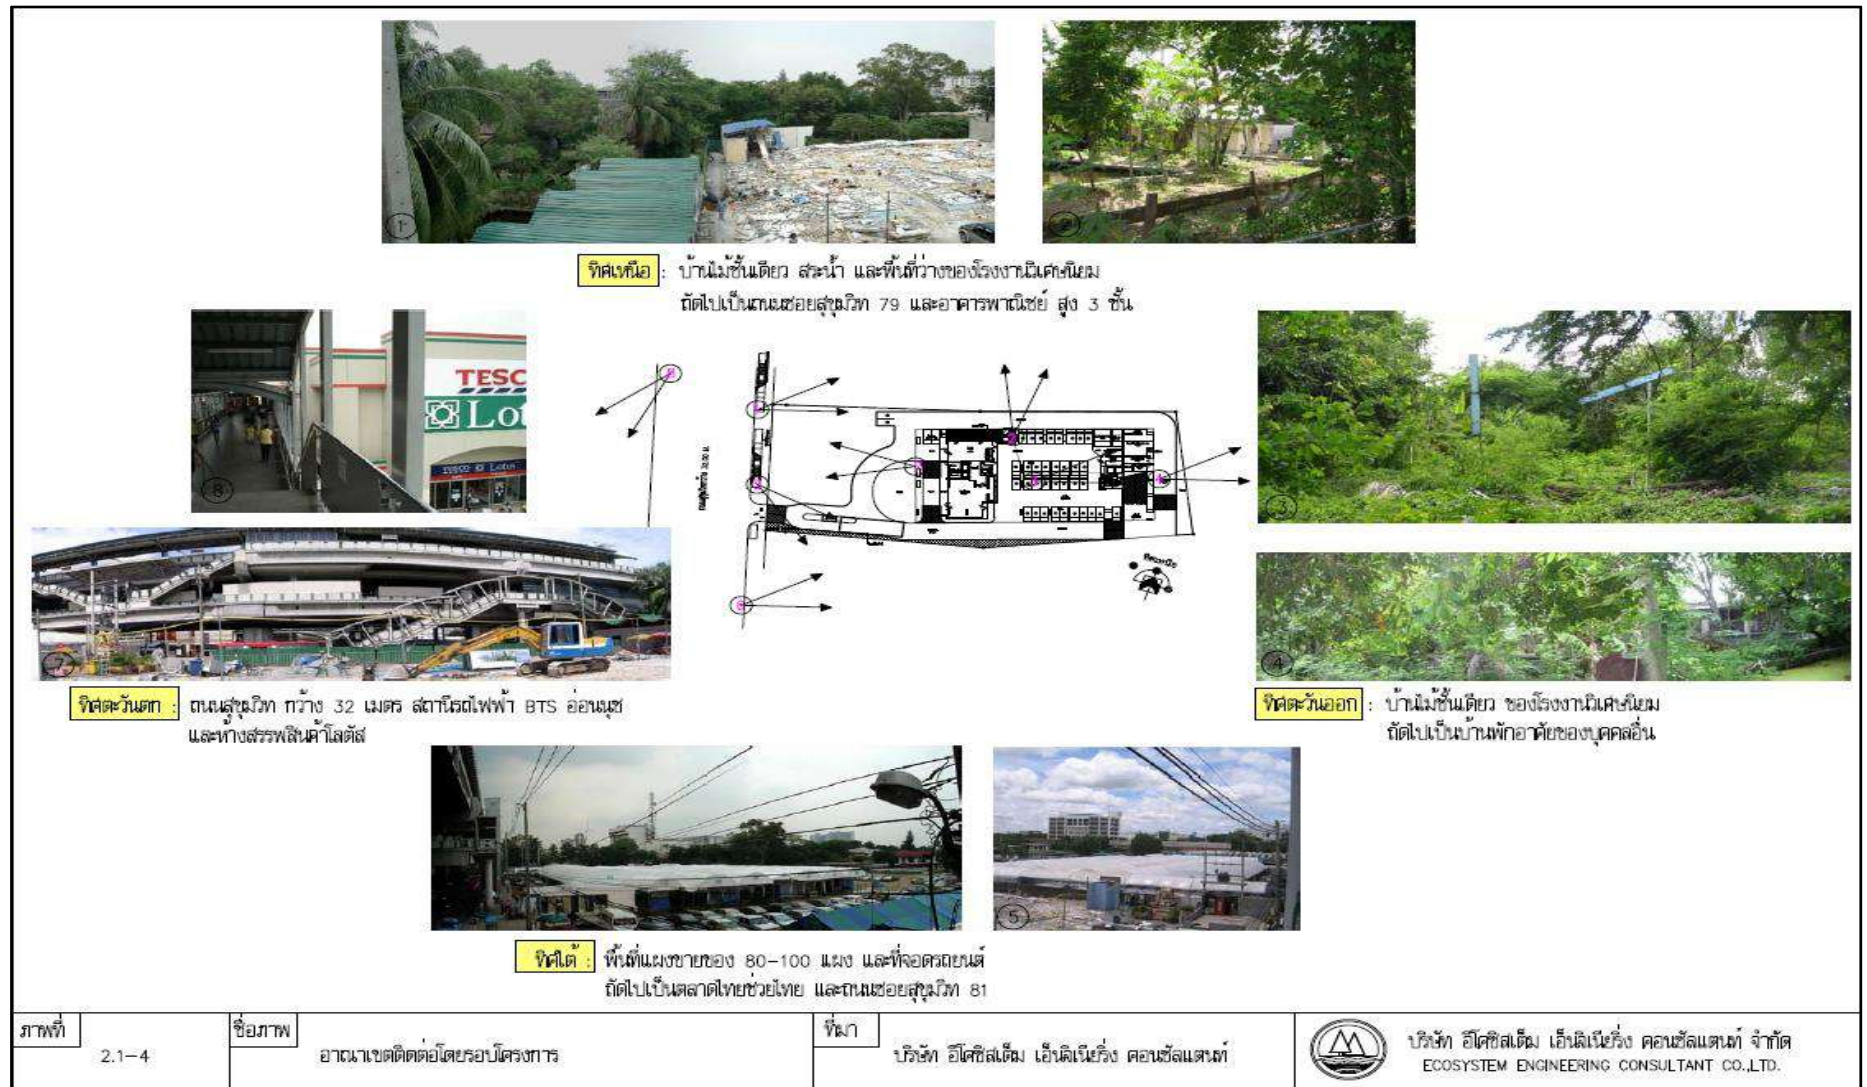 1
2
ทิศเหนือ : บ้านไม้ชั้นเดียว สระน้ำ และพื้นที่ว่างของโรงงานวิเศษนิยม
ถัดไปเป็นถนนซอยสุขุมวิท 79 และอาคารพาณิชย์ สูง 3 ชั้น
TESC
Lo
TESCO Lotus
8
3
7
4
ทิศตะวันตก : ถนนสุขุมวิท กว้าง 32 เมตร สถานีรถไฟฟ้า BTS อ่อนนุช
และห้างสรรพสินค้าโลตัส
ทิศตะวันออก : บ้านไม้ชั้นเดียว ของโรงงานวิเศษนิยม
ถัดไปเป็นบ้านพักอาศัยของบุคคลอื่น
5
ทิศใต้ : พื้นที่แผงขายของ 80-100 แผง และที่จอดรถยนต์
ถัดไปเป็นตลาดไทยช่วยไทย และถนนซอยสุขุมวิท 81
ภาพที่
2.1-4
ชื่อภาพ
อาณาเขตติดต่อโดยรอบโครงการ
ที่มา
บริษัท อีโคซิสเต็ม เอ็นจิเนียริ่ง คอนซัลแตนท์
บริษัท อีโคซิสเต็ม เอ็นจิเนียริ่ง คอนซัลแตนท์ จำกัด
ECOSYSTEM ENGINEERING CONSULTANT CO.,LTD.